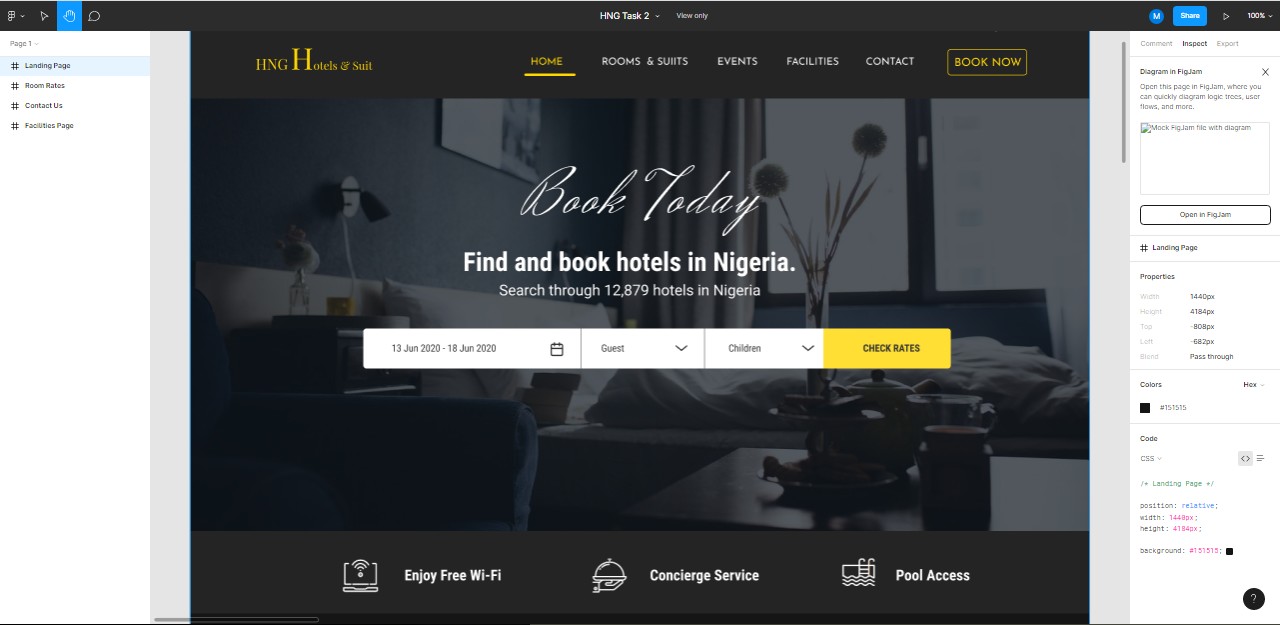 HNG Task 2
View only
M
Share
100%
Page 1
Landing Page
Room Rates
Contact Us
Facilities Page
HNG Hotels & Suit
HOME
ROOMS & SUIITS
EVENTS
FACILITIES
CONTACT
BOOK NOW
Book Today
Find and book hotels in Nigeria.
Search through 12,879 hotels in Nigeria
13 Jun 2020 - 18 Jun 2020
Guest
Children
CHECK RATES
Enjoy Free Wi-Fi
Concierge Service
Pool Access
Comment
Inspect
Export
Diagram in FigJam
X
Open this page in FigJam, where you
can quickly diagram logic trees, user
flows, and more.
Mock FigJam file with diagram
Open in FigJam
Landing Page
Properties
Width 1440px
Height 4184px
Top -808px
Left -682px
Blend Pass through
Colors
Hex
#151515
Code
CSS
<>
/* Landing Page */
position: relative;
width: 1440px;
height: 4184px;
background: #151515;
?